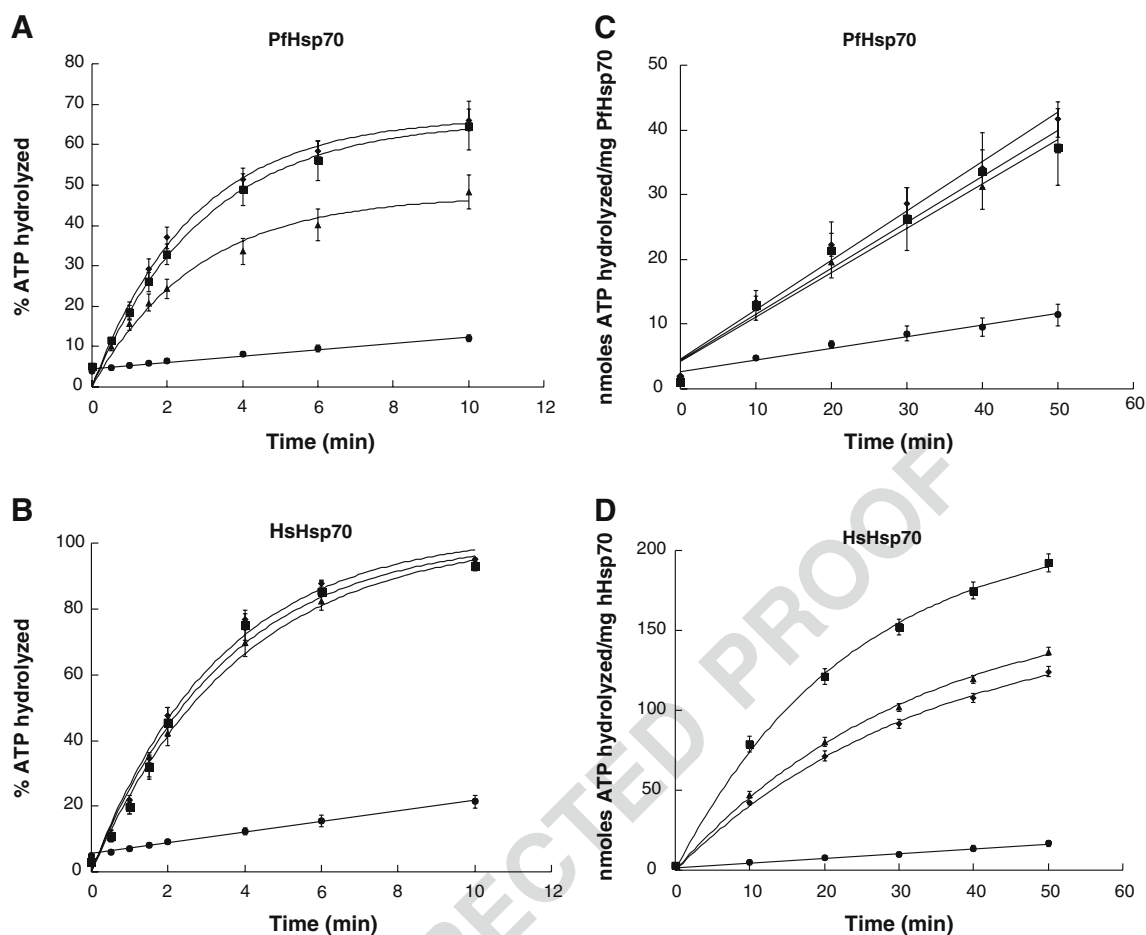 A
PfHsp70
% ATP hydrolyzed
80
70
60
50
40
30
20
10
0
0 2 4 6 8 10 12
Time (min)
C
PfHsp70
nmoles ATP hydrolyzed/mg PfHsp70
50
40
30
20
10
0
0 10 20 30 40 50 60
Time (min)
B
HsHsp70
% ATP hydrolyzed
100
80
60
40
20
0
0 2 4 6 8 10 12
Time (min)
D
HsHsp70
nmoles ATP hydrolyzed/mg hHsp70
200
150
100
50
0
0 10 20 30 40 50 60
Time (min)
RECTED PROOF